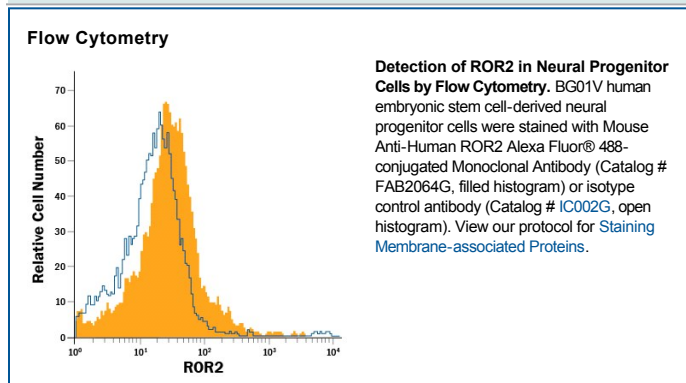 Flow Cytometry
Detection of ROR2 in Neural Progenitor
Cells by Flow Cytometry. BG01V human
embryonic stem cell-derived neural
progenitor cells were stained with Mouse
Anti-Human ROR2 Alexa Fluor® 488-
conjugated Monoclonal Antibody (Catalog #
FAB2064G, filled histogram) or isotype
control antibody (Catalog # IC002G, open
histogram). View our protocol for Staining
Membrane-associated Proteins.
Relative Cell Number
70
60
50
40
30
20
10
0
10⁰ 10¹ 10² 10³ 10⁴
ROR2